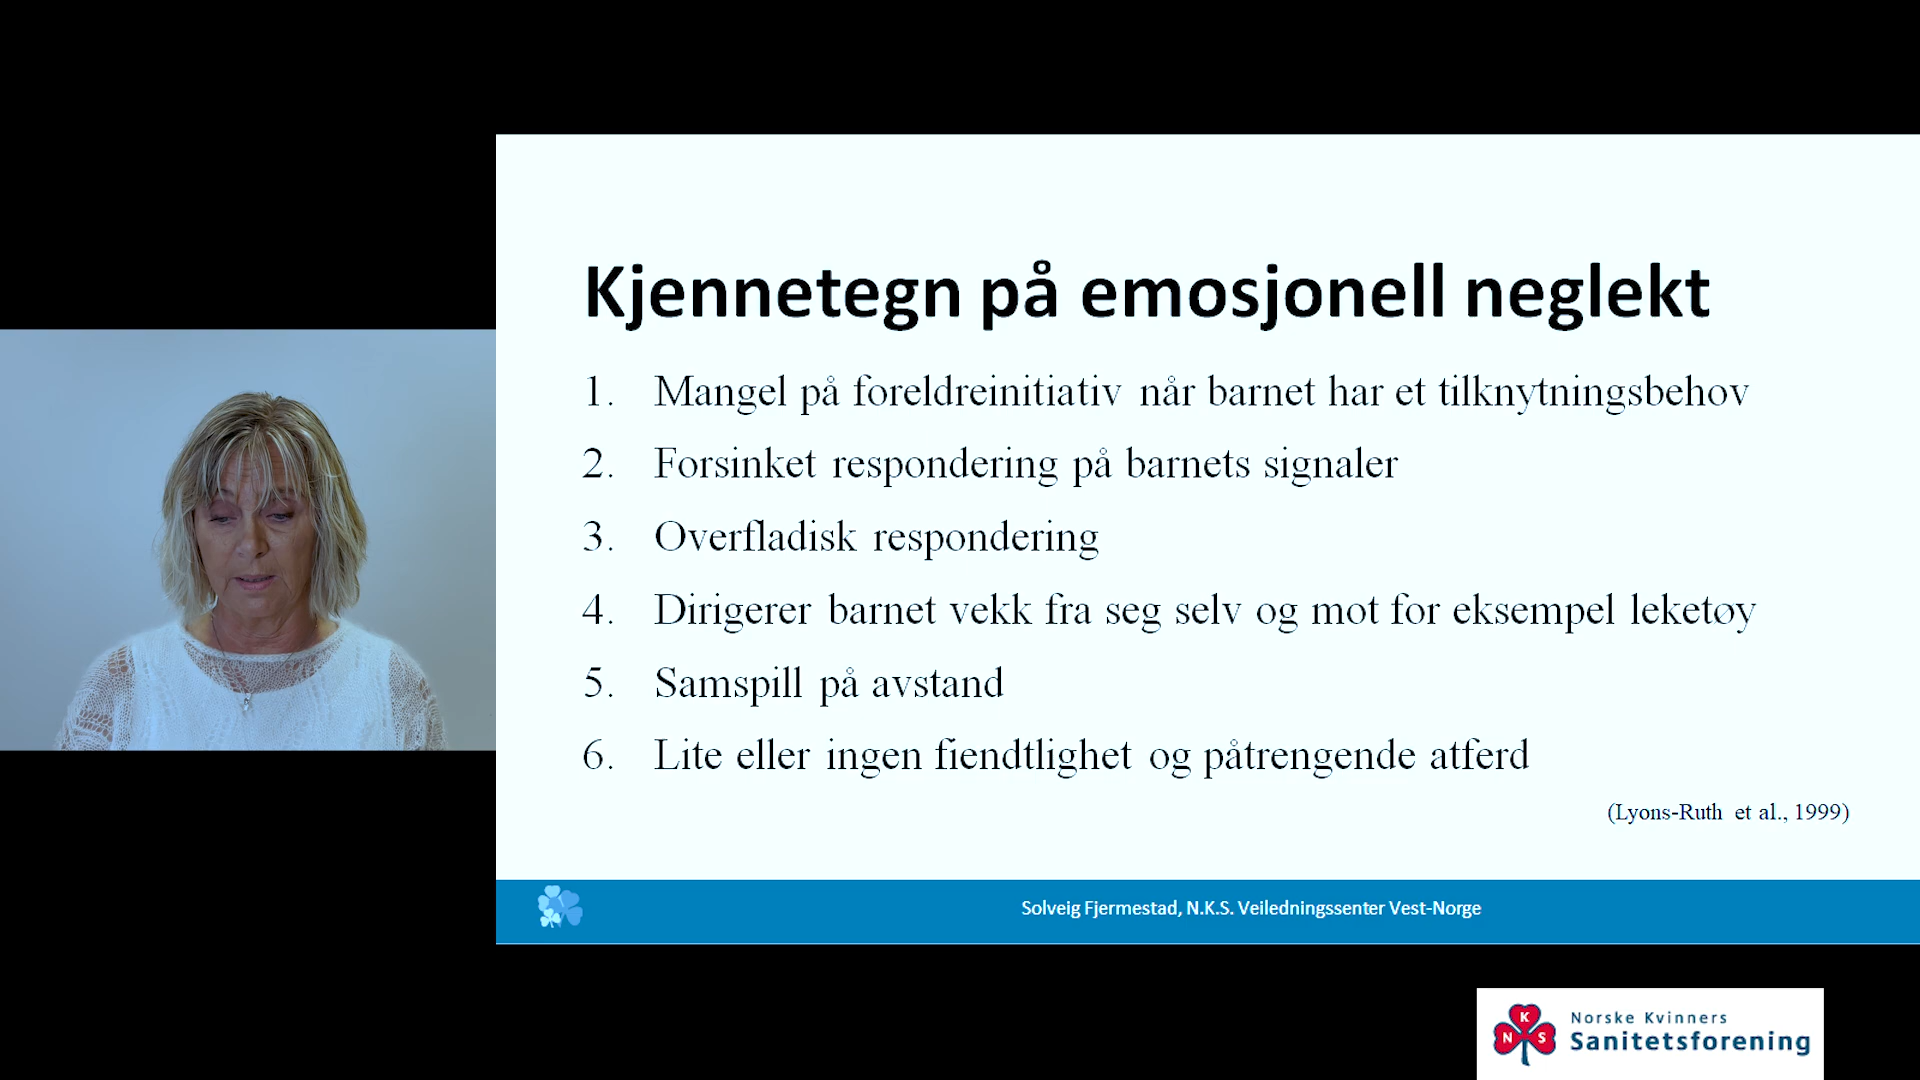 Kjennetegn på emosjonell neglekt
1. Mangel på foreldreinitiativ når barnet har et tilknytningsbehov
2. Forsinket respondering på barnets signaler
3. Overfladisk respondering
4. Dirigerer barnet vekk fra seg selv og mot for eksempel leketøy
5. Samspill på avstand
6. Lite eller ingen fiendtlighet og påtrengende atferd
(Lyons-Ruth et al., 1999)
Solveig Fjermestad, N.K.S. Veiledningssenter Vest-Norge
N K S
Norske Kvinners
Sanitetsforening